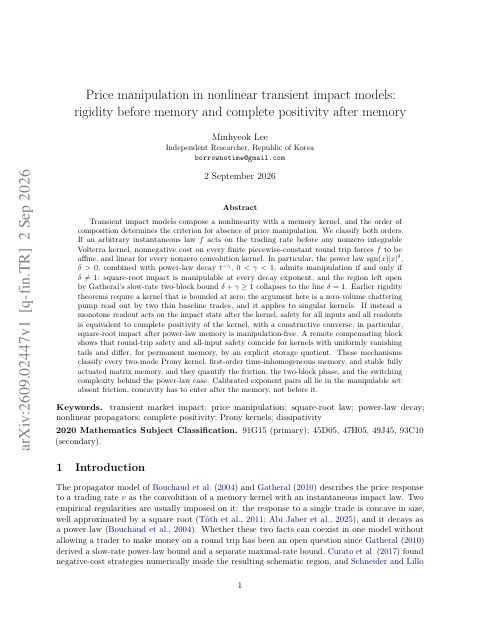 Price manipulation in nonlinear transient impact models:
rigidity before memory and complete positivity after memory
Minhyeok Lee
Independent Researcher, Republic of Korea
borrownotime@gmail.com
2 September 2026
Abstract
Transient impact models compose a nonlinearity with a memory kernel, and the order of
composition determines the criterion for absence of price manipulation. We classify both orders.
If an arbitrary instantaneous law f acts on the trading rate before any nonzero integrable
Volterra kernel, nonnegative cost on every finite piecewise-constant round trip forces f to be
affine, and linear for every nonzero convolution kernel. In particular, the power law sgn(x)|x|^δ,
δ > 0, combined with power-law decay t^−γ, 0 < γ < 1, admits manipulation if and only if
δ ≠ 1: square-root impact is manipulable at every decay exponent, and the region left open
by Gatheral's slow-rate two-block bound δ + γ ≥ 1 collapses to the line δ = 1. Earlier rigidity
theorems require a kernel that is bounded at zero; the argument here is a zero-volume chattering
pump read out by two thin baseline trades, and it applies to singular kernels. If instead a
monotone readout acts on the impact state after the kernel, safety for all inputs and all readouts
is equivalent to complete positivity of the kernel, with a constructive converse; in particular,
square-root impact after power-law memory is manipulation-free. A remote compensating block
shows that round-trip safety and all-input safety coincide for kernels with uniformly vanishing
tails and differ, for permanent memory, by an explicit storage quotient. These mechanisms
classify every two-mode Prony kernel, first-order time-inhomogeneous memory, and stable fully
actuated matrix memory, and they quantify the friction, the two-block phase, and the switching
complexity behind the power-law case. Calibrated exponent pairs all lie in the manipulable set:
absent friction, concavity has to enter after the memory, not before it.
Keywords. transient market impact; price manipulation; square-root law; power-law decay;
nonlinear propagators; complete positivity; Prony kernels; dissipativity
2020 Mathematics Subject Classification. 91G15 (primary); 45D05, 47H05, 49J45, 93C10
(secondary).
1 Introduction
The propagator model of Bouchaud et al. (2004) and Gatheral (2010) describes the price response
to a trading rate v as the convolution of a memory kernel with an instantaneous impact law. Two
empirical regularities are usually imposed on it: the response to a single trade is concave in size,
well approximated by a square root (Tóth et al., 2011; Abi Jaber et al., 2025), and it decays as
a power law (Bouchaud et al., 2004). Whether these two facts can coexist in one model without
allowing a trader to make money on a round trip has been an open question since Gatheral (2010)
derived a slow-rate power-law bound and a separate maximal-rate bound, Curato et al. (2017) found
negative-cost strategies numerically inside the resulting schematic region, and Schneider and Lillo
1
arXiv:2609.02447v1 [q-fin.TR] 2 Sep 2026